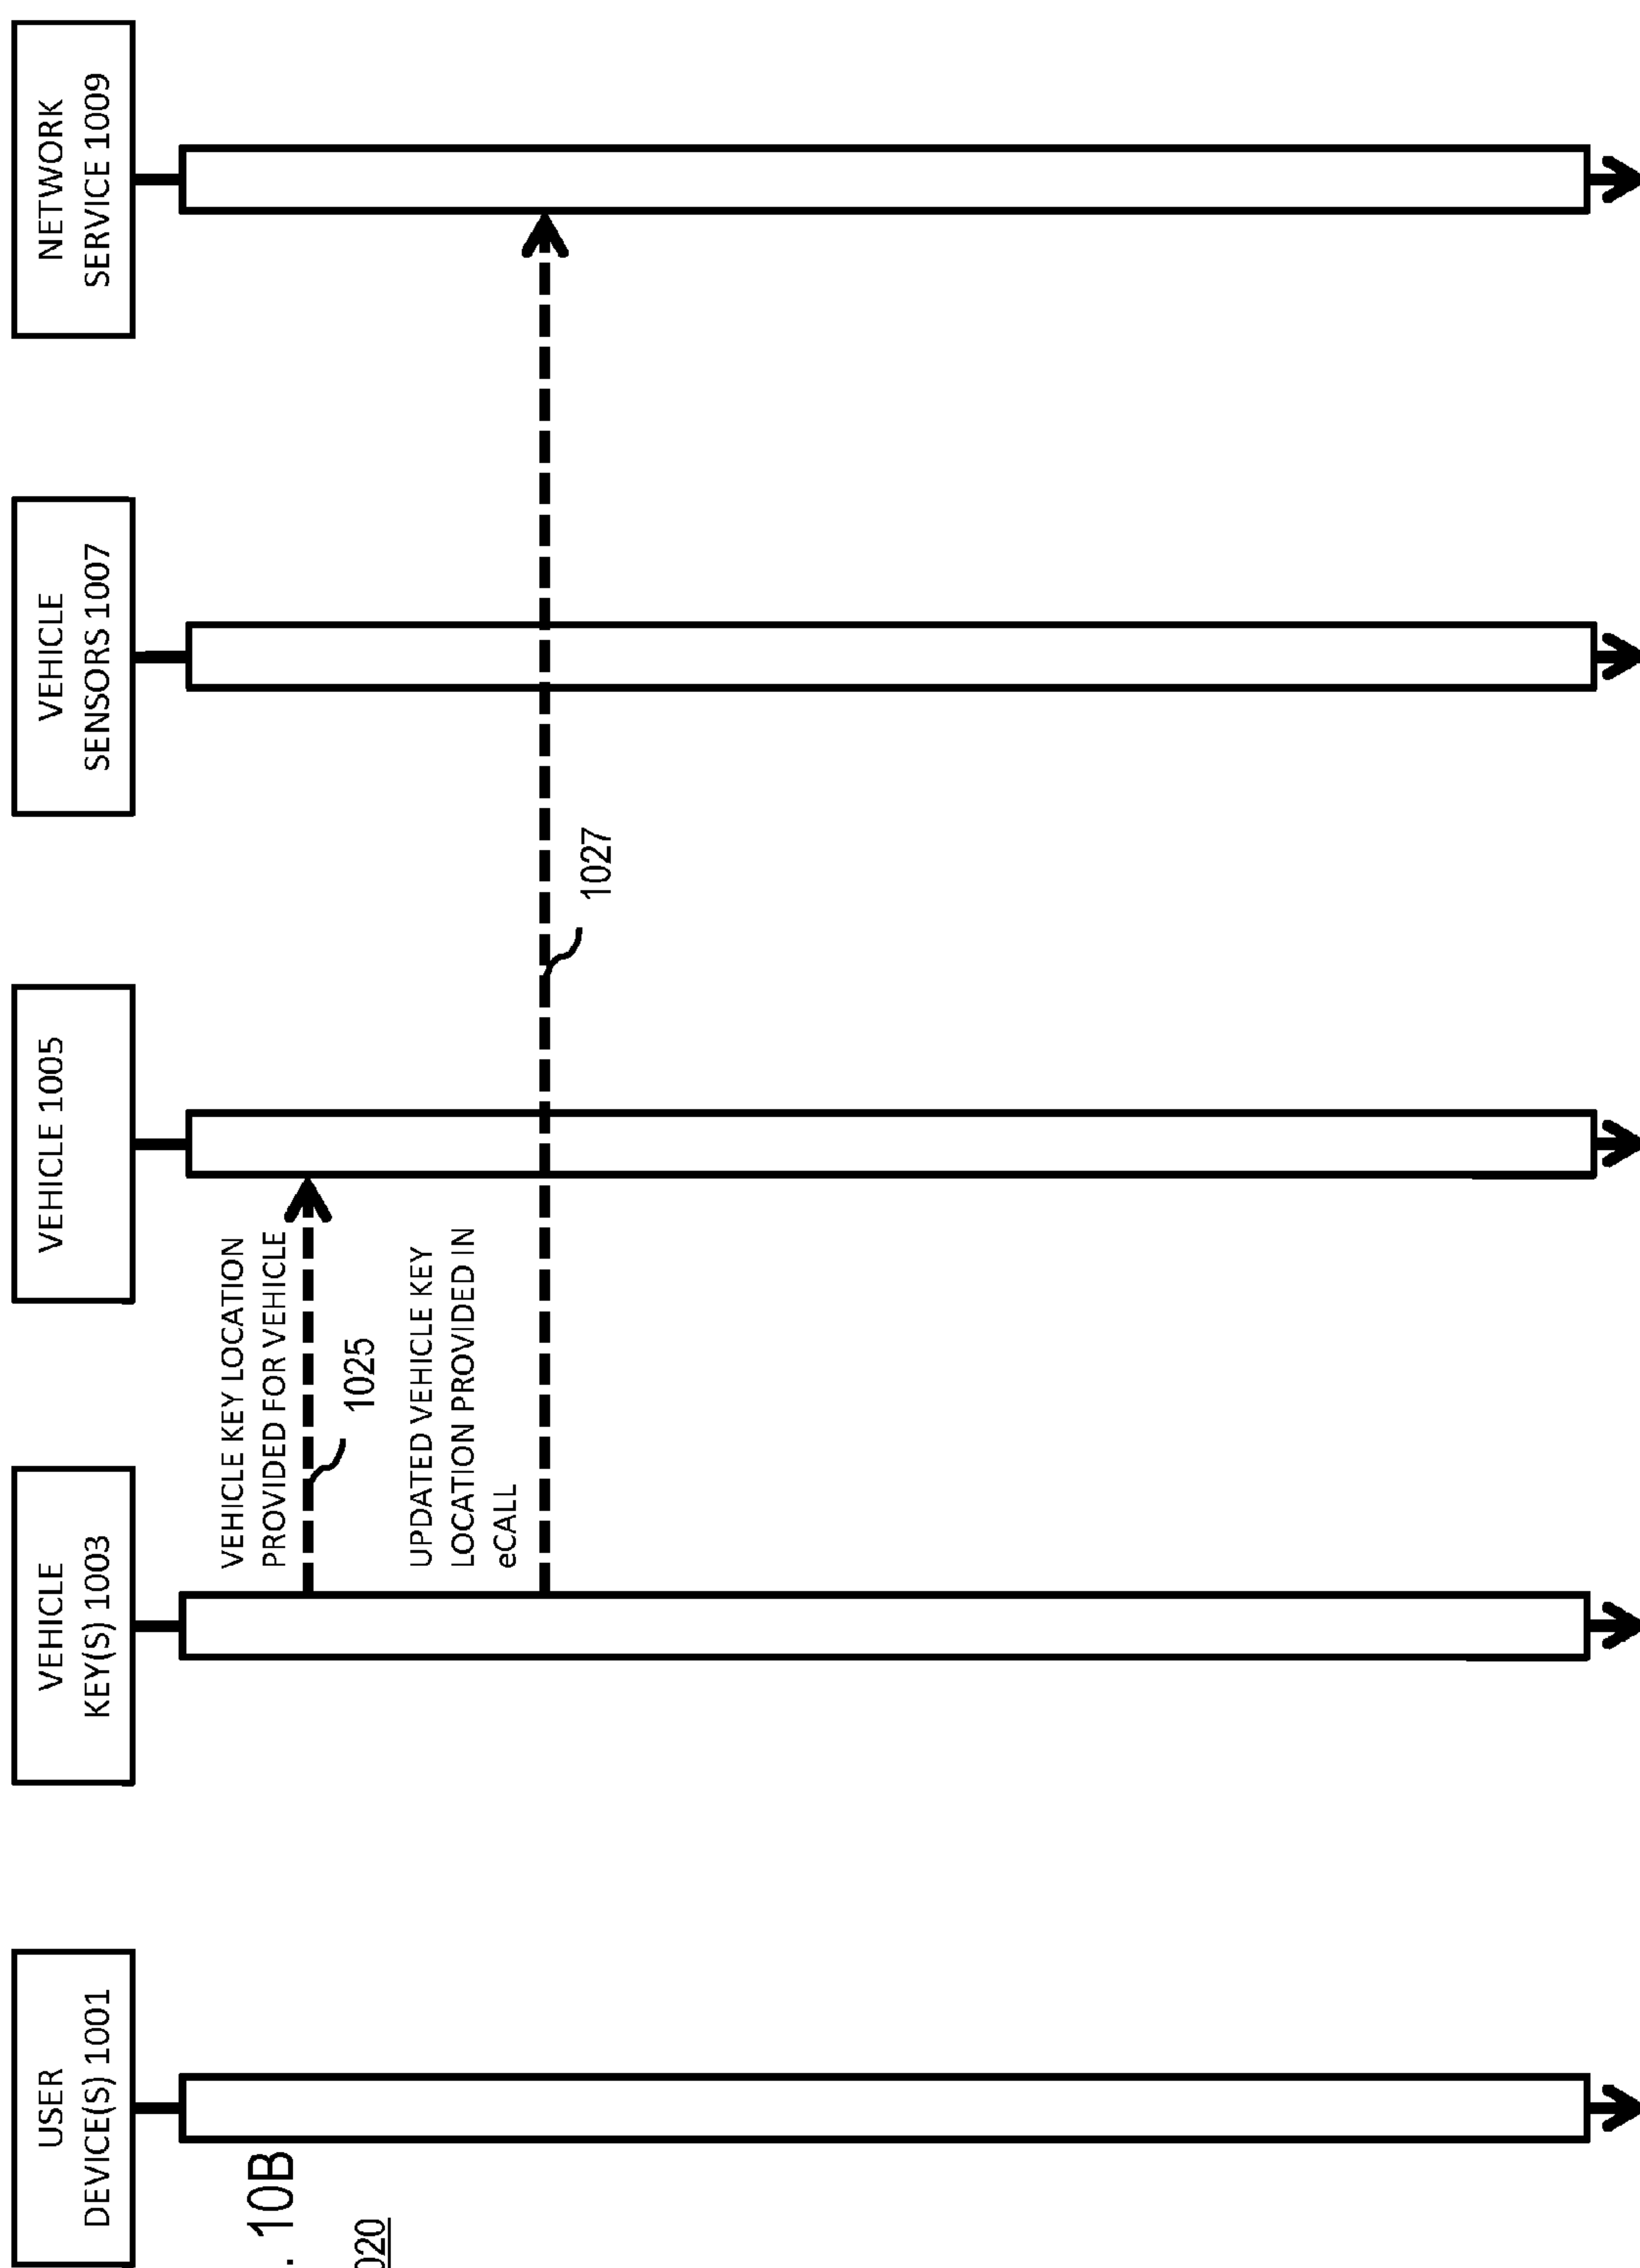 USER
DEVICE(S) 1001
VEHICLE
KEY(S) 1003
VEHICLE 1005
VEHICLE
SENSORS 1007
NETWORK
SERVICE 1009
. 10B
020
VEHICLE KEY LOCATION
PROVIDED FOR VEHICLE
1025
UPDATED VEHICLE KEY
LOCATION PROVIDED IN
eCALL
1027